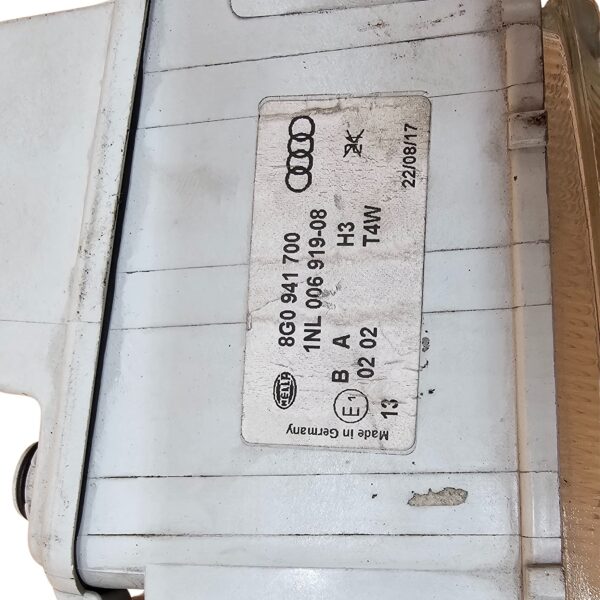 8G0 941 700
1NL 006 919-08
HELLA
B A H3
E1 02 02 T4W
13 22/08/17
Made in Germany